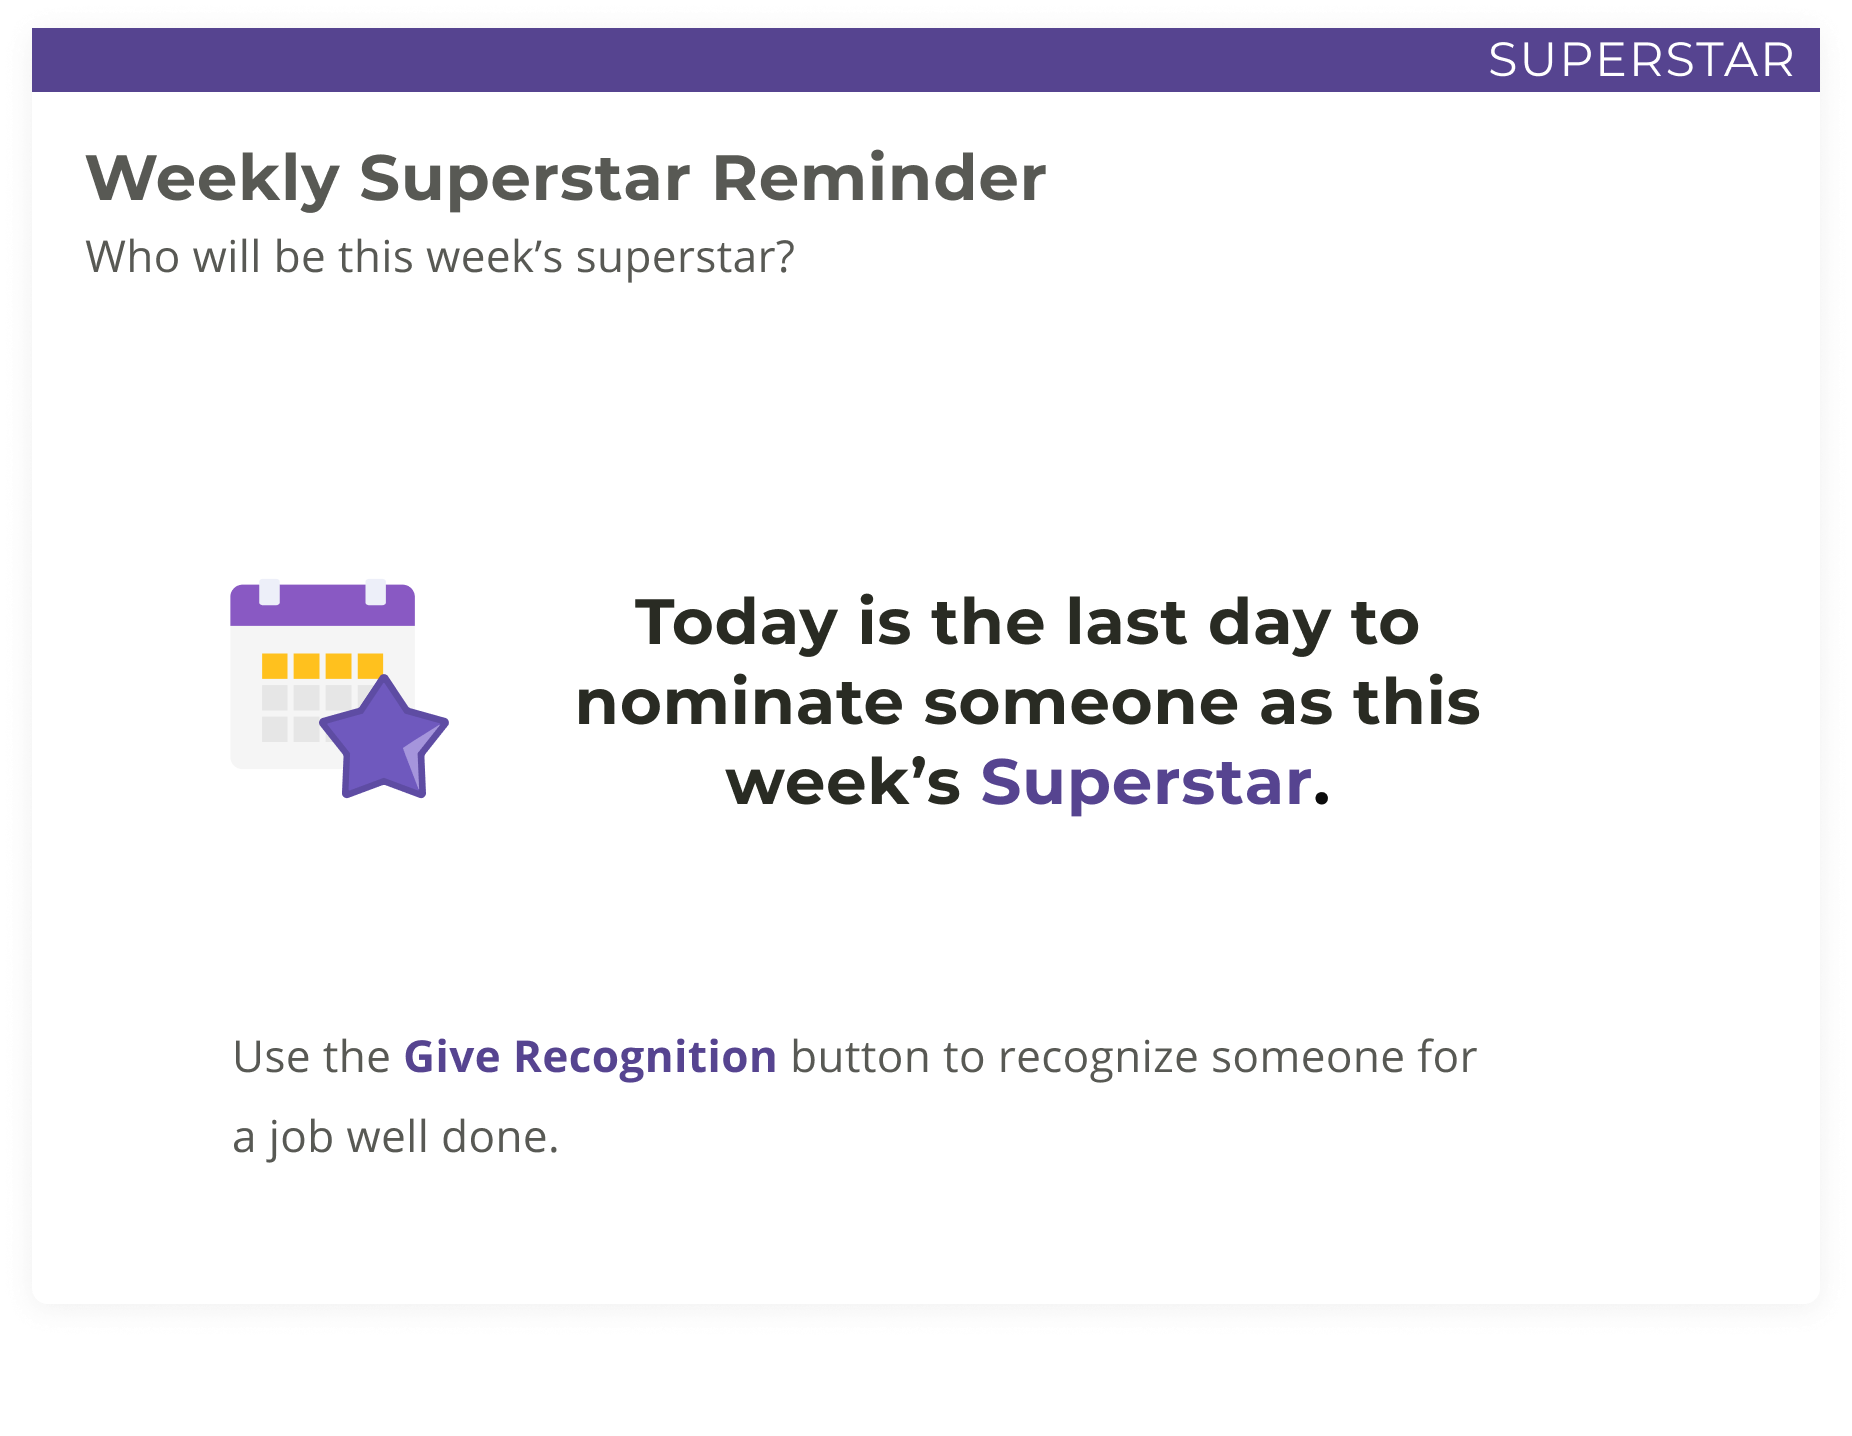 SUPERSTAR
Weekly Superstar Reminder
Who will be this week’s superstar?
Today is the last day to
nominate someone as this
week’s Superstar.
Use the Give Recognition button to recognize someone for
a job well done.